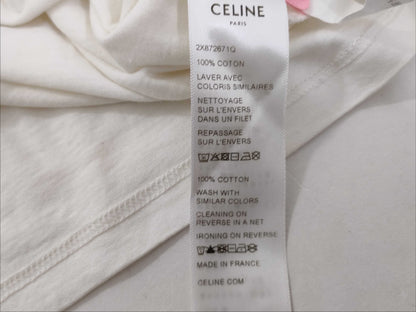 CELINE
PARIS
2X872671Q
100% COTON
LAVER AVEC
COLORIS SIMILAIRES
NETTOYAGE
SUR L'ENVERS
DANS UN FILET
REPASSAGE
SUR L'ENVERS
100% COTTON
WASH WITH
SIMILAR COLORS
CLEANING ON
REVERSE IN A NET
IRONING ON REVERSE
MADE IN FRANCE
CELINE.COM